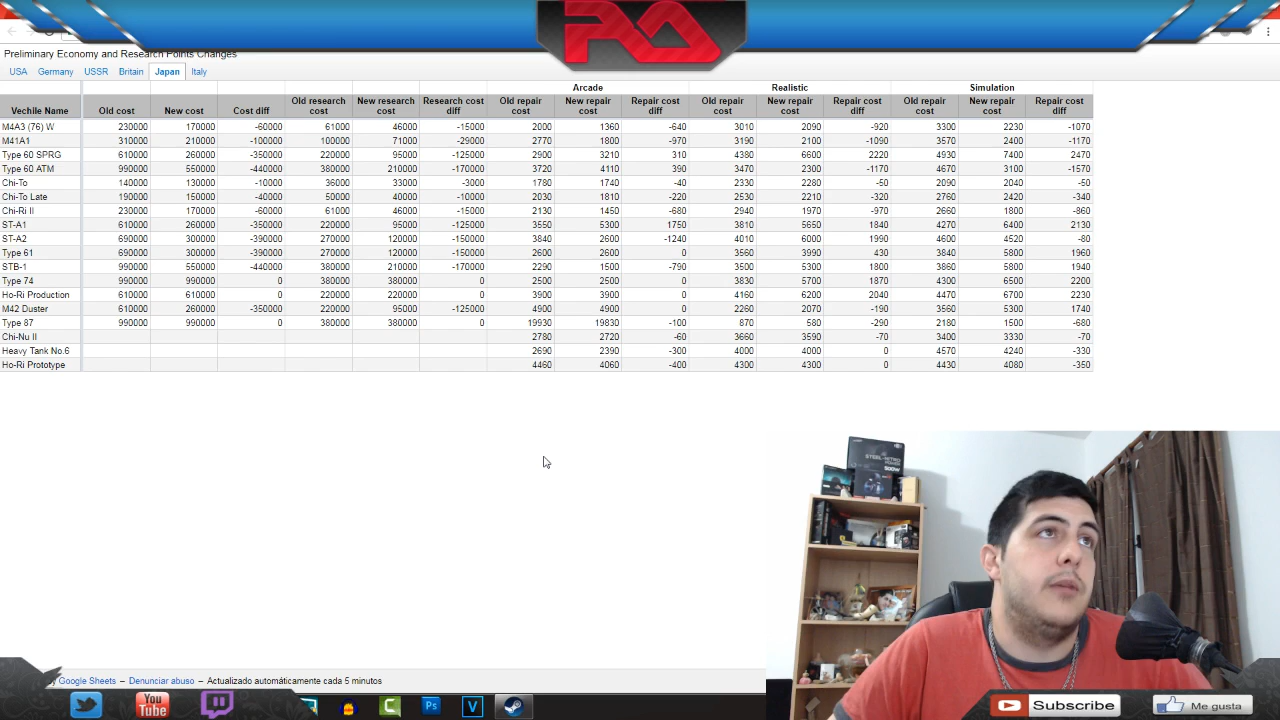 Preliminary Economy and Research Points Changes
USA Germany USSR Britain Japan Italy
Arcade Realistic Simulation
Vechile Name Old cost New cost Cost diff Old research cost New research cost Research cost diff Old repair cost New repair cost Repair cost diff Old repair cost New repair cost Repair cost diff Old repair cost New repair cost Repair cost diff
M4A3 (76) W 230000 170000 -60000 61000 46000 -15000 2000 1360 -640 3010 2090 -920 3300 2230 -1070
M41A1 310000 210000 -100000 100000 71000 -29000 2770 1800 -970 3190 2100 -1090 3570 2400 -1170
Type 60 SPRG 610000 260000 -350000 220000 95000 -125000 2900 3210 310 4380 6600 2220 4930 7400 2470
Type 60 ATM 990000 550000 -440000 380000 210000 -170000 3720 4110 390 3470 2300 -1170 4670 3100 -1570
Chi-To 140000 130000 -10000 36000 33000 -3000 1780 1740 -40 2330 2280 -50 2090 2040 -50
Chi-To Late 190000 150000 -40000 50000 40000 -10000 2030 1810 -220 2530 2210 -320 2760 2420 -340
Chi-Ri II 230000 170000 -60000 61000 46000 -15000 2130 1450 -680 2940 1970 -970 2660 1800 -860
ST-A1 610000 260000 -350000 220000 95000 -125000 3550 5300 1750 3810 5650 1840 4270 6400 2130
ST-A2 690000 300000 -390000 270000 120000 -150000 3840 2600 -1240 4010 6000 1990 4600 4520 -80
Type 61 690000 300000 -390000 270000 120000 -150000 2600 2600 0 3560 3990 430 3840 5800 1960
STB-1 990000 550000 -440000 380000 210000 -170000 2290 1500 -790 3500 5300 1800 3860 5800 1940
Type 74 990000 990000 0 380000 380000 0 2500 2500 0 3830 5700 1870 4300 6500 2200
Ho-Ri Production 610000 610000 0 220000 220000 0 3900 3900 0 4160 6200 2040 4470 6700 2230
M42 Duster 610000 260000 -350000 220000 95000 -125000 4900 4900 0 2260 2070 -190 3560 5300 1740
Type 87 990000 990000 0 380000 380000 0 19930 19830 -100 870 580 -290 2180 1500 -680
Chi-Nu II 2780 2720 -60 3660 3590 -70 3400 3330 -70
Heavy Tank No.6 2690 2390 -300 4000 4000 0 4570 4240 -330
Ho-Ri Prototype 4460 4060 -400 4300 4300 0 4430 4080 -350
STEEL-NITRO
POWER
500W
Google Sheets – Denunciar abuso – Actualizado automáticamente cada 5 minutos
You
Tube
Ps
V
Subscribe
Me gusta